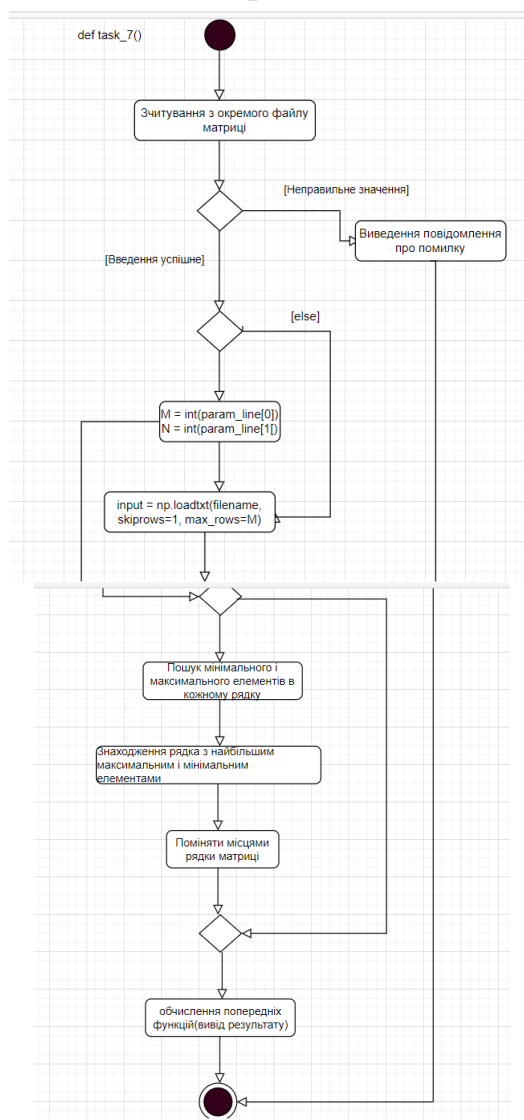 def task_7()
Зчитування з окремого файлу
матриці
[Неправильне значення]
Виведення повідомлення
про помилку
[Введення успішне]
[else]
M = int(param_line[0])
N = int(param_line[1[)
input = np.loadtxt(filename,
skiprows=1, max_rows=M)
Пошук мінімального і
максимального елементів в
кожному рядку
Знаходження рядка з найбільшим
максимальним і мінімальним
елементами
Поміняти місцями
рядки матриці
обчислення попередніх
функцій(вивід результату)